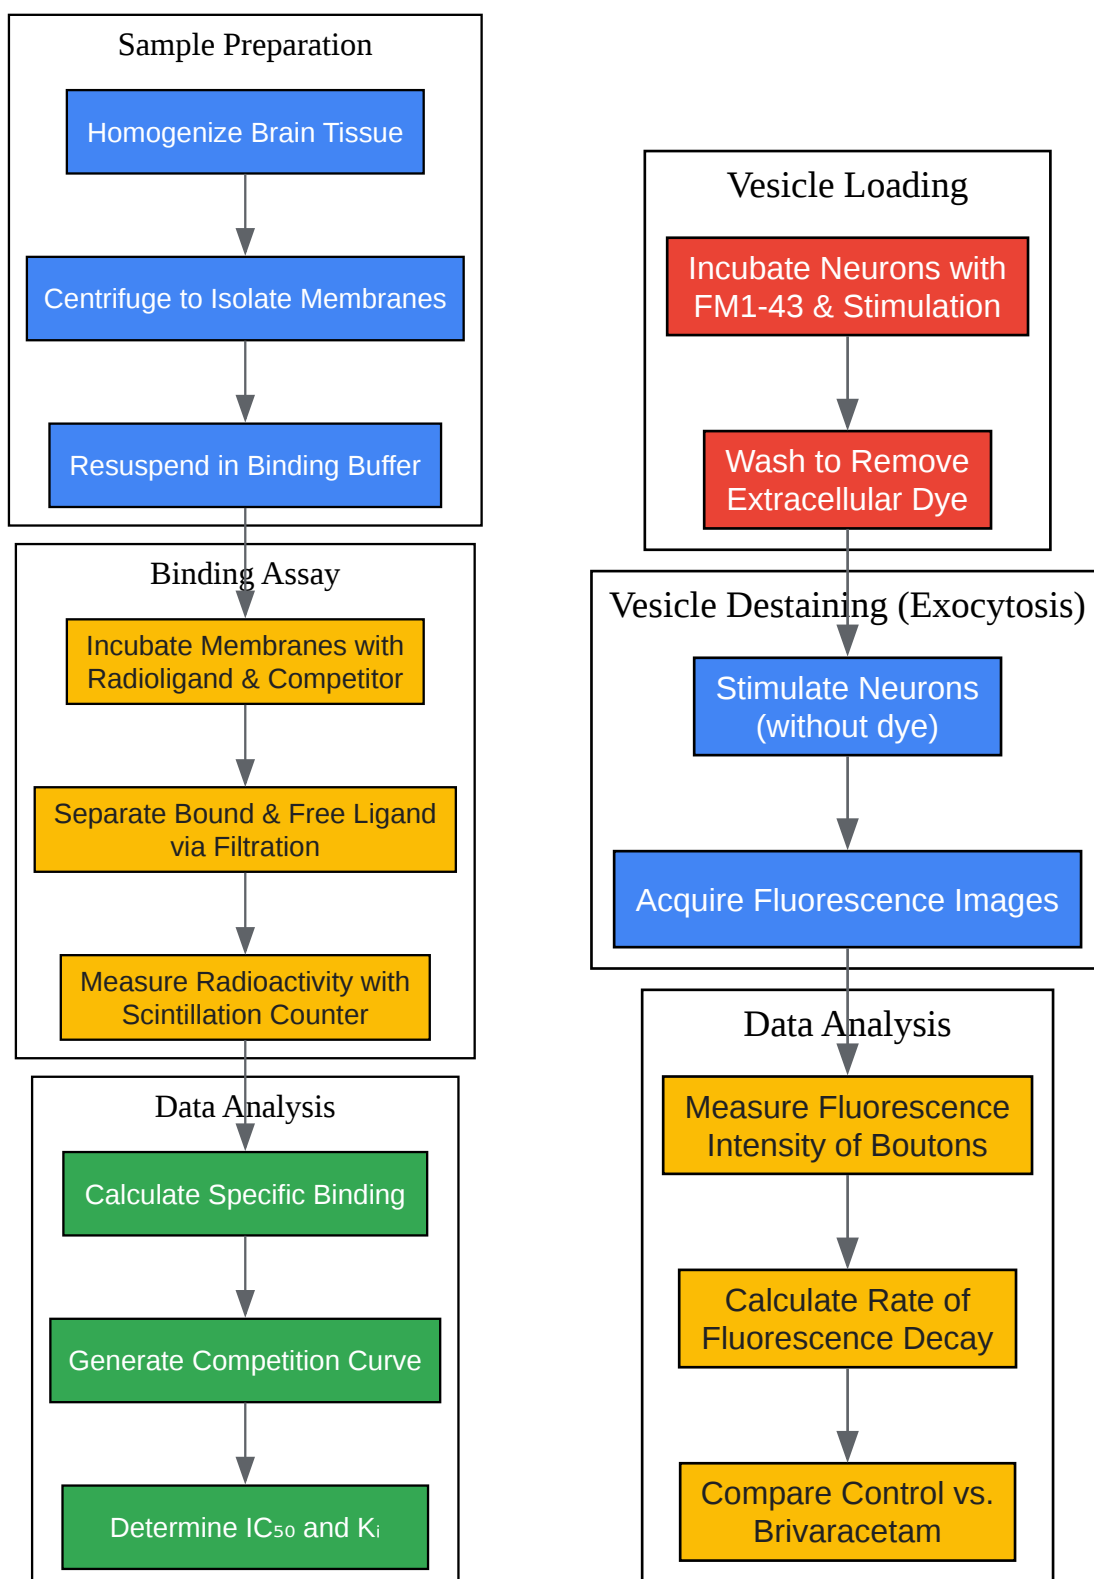 Sample Preparation
Homogenize Brain Tissue
Centrifuge to Isolate Membranes
Resuspend in Binding Buffer
Binding Assay
Incubate Membranes with
Radioligand & Competitor
Separate Bound & Free Ligand
via Filtration
Measure Radioactivity with
Scintillation Counter
Data Analysis
Calculate Specific Binding
Generate Competition Curve
Determine IC₅₀ and Kᵢ
Vesicle Loading
Incubate Neurons with
FM1-43 & Stimulation
Wash to Remove
Extracellular Dye
Vesicle Destaining (Exocytosis)
Stimulate Neurons
(without dye)
Acquire Fluorescence Images
Data Analysis
Measure Fluorescence
Intensity of Boutons
Calculate Rate of
Fluorescence Decay
Compare Control vs.
Brivaracetam